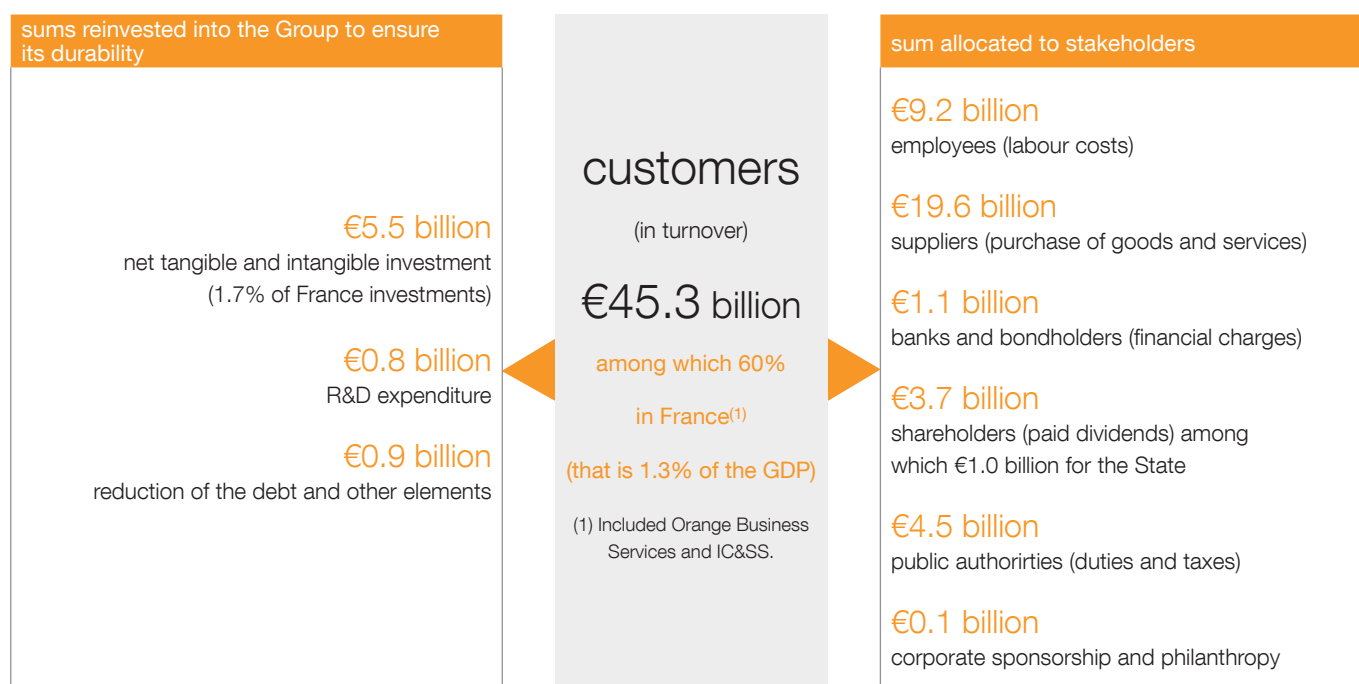 sums reinvested into the Group to ensure
its durability
€5.5 billion
net tangible and intangible investment
(1.7% of France investments)
€0.8 billion
R&D expenditure
€0.9 billion
reduction of the debt and other elements
customers
(in turnover)
€45.3 billion
among which 60%
in France(1)
(that is 1.3% of the GDP)
(1) Included Orange Business
Services and IC&SS.
sum allocated to stakeholders
€9.2 billion
employees (labour costs)
€19.6 billion
suppliers (purchase of goods and services)
€1.1 billion
banks and bondholders (financial charges)
€3.7 billion
shareholders (paid dividends) among
which €1.0 billion for the State
€4.5 billion
public authorirties (duties and taxes)
€0.1 billion
corporate sponsorship and philanthropy